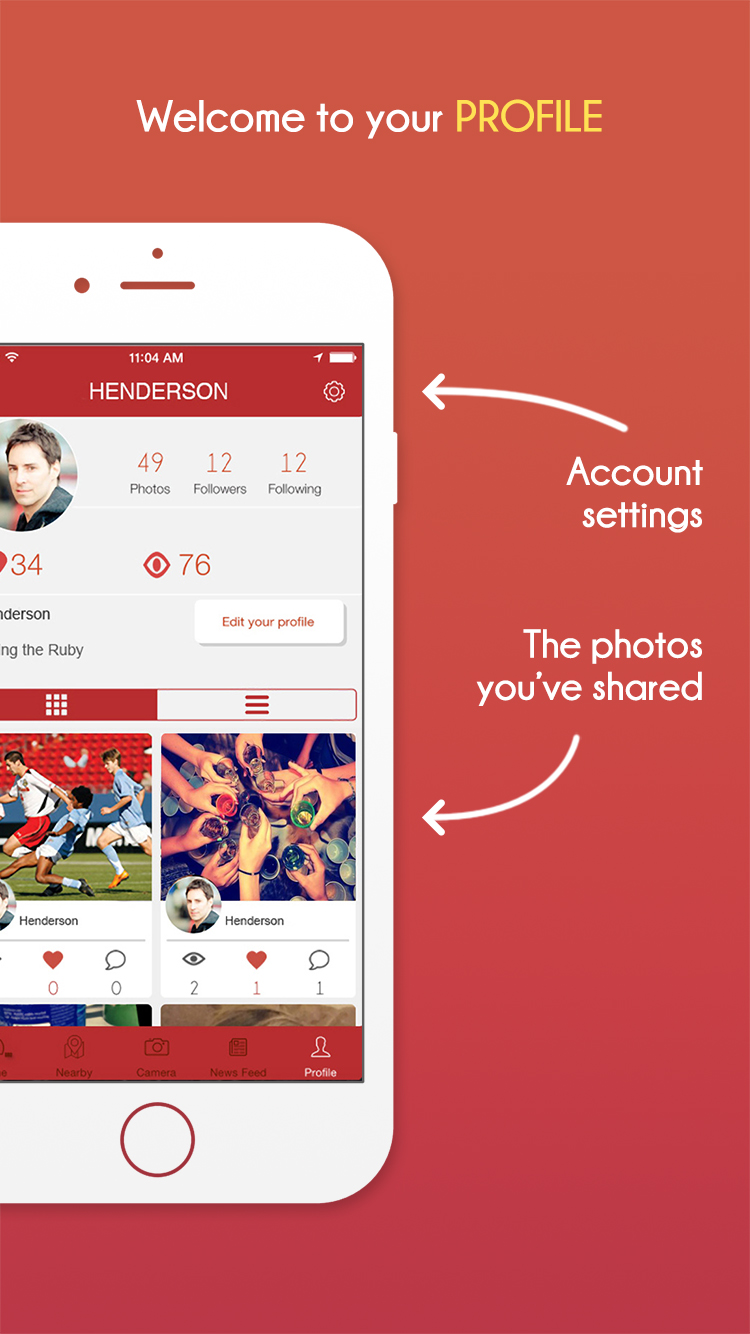 Welcome to your PROFILE
11:04 AM
HENDERSON
49 12 12
Photos Followers Following
34 76
Edit your profile
ing the Ruby
Account
settings
The photos
you've shared
Henderson Henderson
0 0 2 1 1
Nearby Camera News Feed Profile